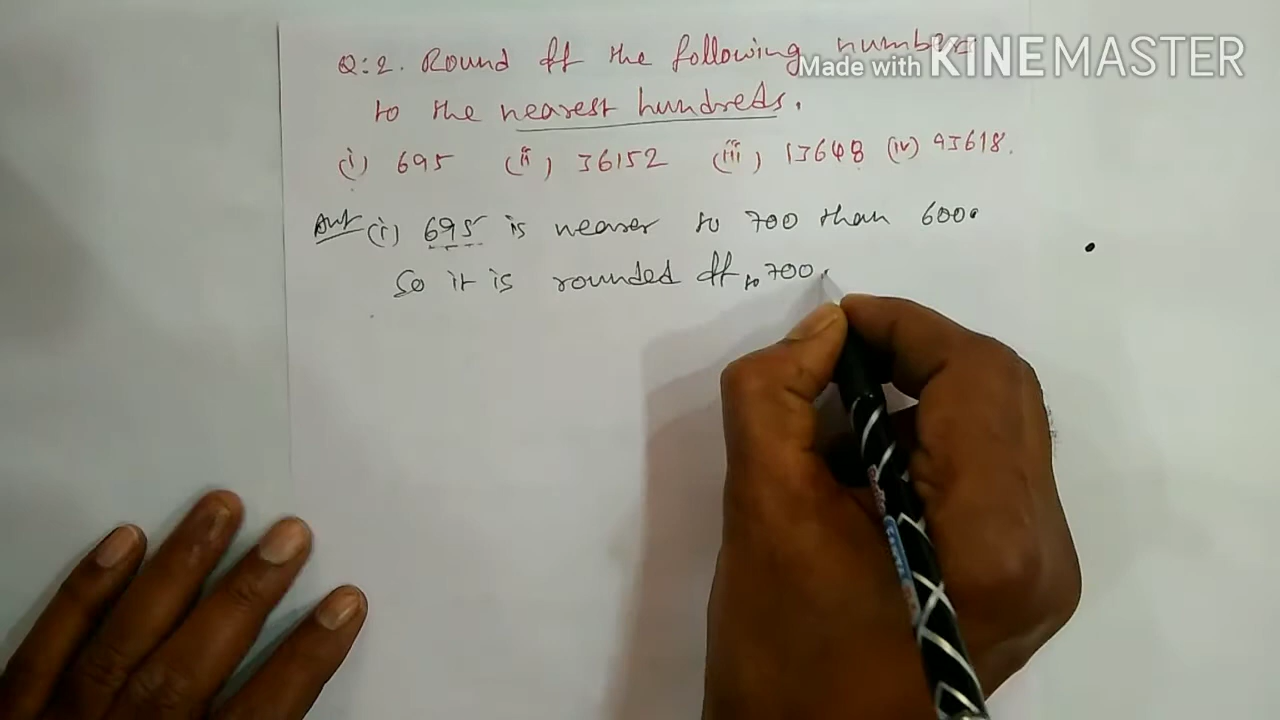 Q:2. Round off the following numbers
Made with KINEMASTER
to the nearest hundreds.
(i) 695 (ii) 36152 (iii) 13648 (iv) 93618.
Ans (i) 695 is nearer to 700 than 600.
So it is rounded off to 700.